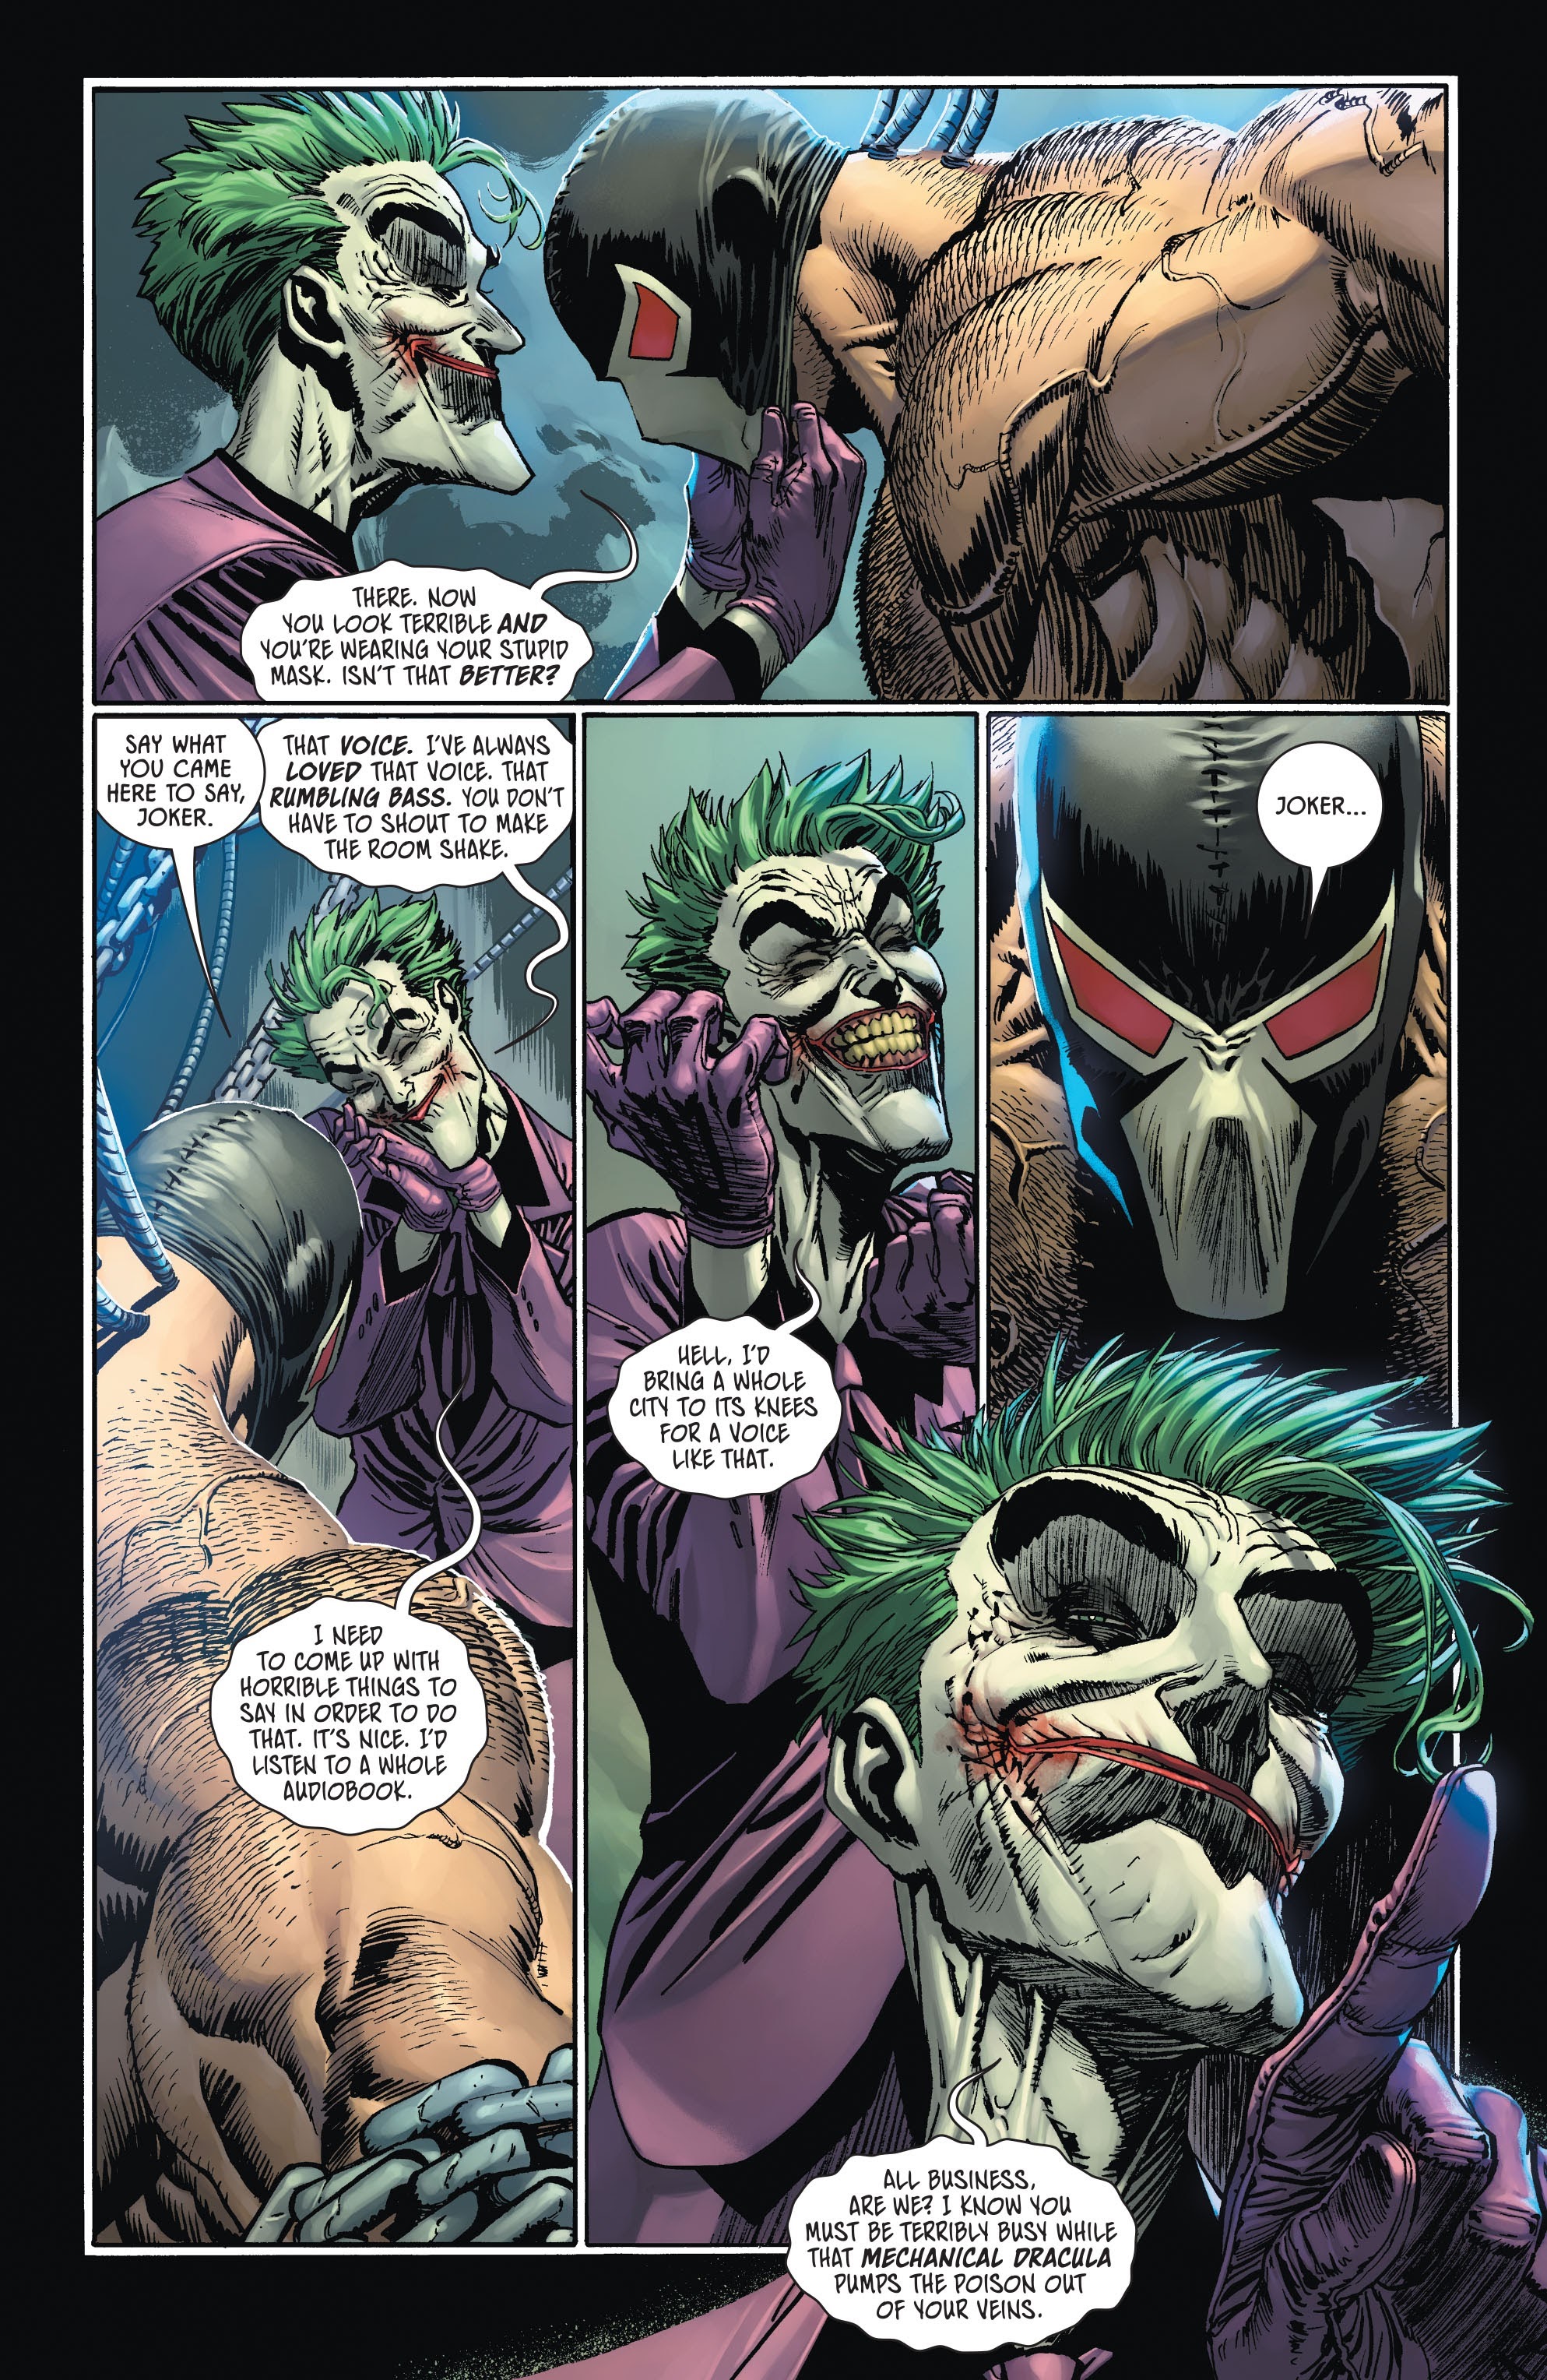 THERE. NOW
YOU LOOK TERRIBLE AND
YOU'RE WEARING YOUR STUPID
MASK. ISN'T THAT BETTER?
SAY WHAT
YOU CAME
HERE TO SAY,
JOKER.
THAT VOICE. I'VE ALWAYS
LOVED THAT VOICE. THAT
RUMBLING BASS. YOU DON'T
HAVE TO SHOUT TO MAKE
THE ROOM SHAKE.
I NEED
TO COME UP WITH
HORRIBLE THINGS TO
SAY IN ORDER TO DO
THAT. IT'S NICE. I'D
LISTEN TO A WHOLE
AUDIOBOOK.
HELL, I'D
BRING A WHOLE
CITY TO ITS KNEES
FOR A VOICE
LIKE THAT.
JOKER...
ALL BUSINESS,
ARE WE? I KNOW YOU
MUST BE TERRIBLY BUSY WHILE
THAT MECHANICAL DRACULA
PUMPS THE POISON OUT
OF YOUR VEINS.